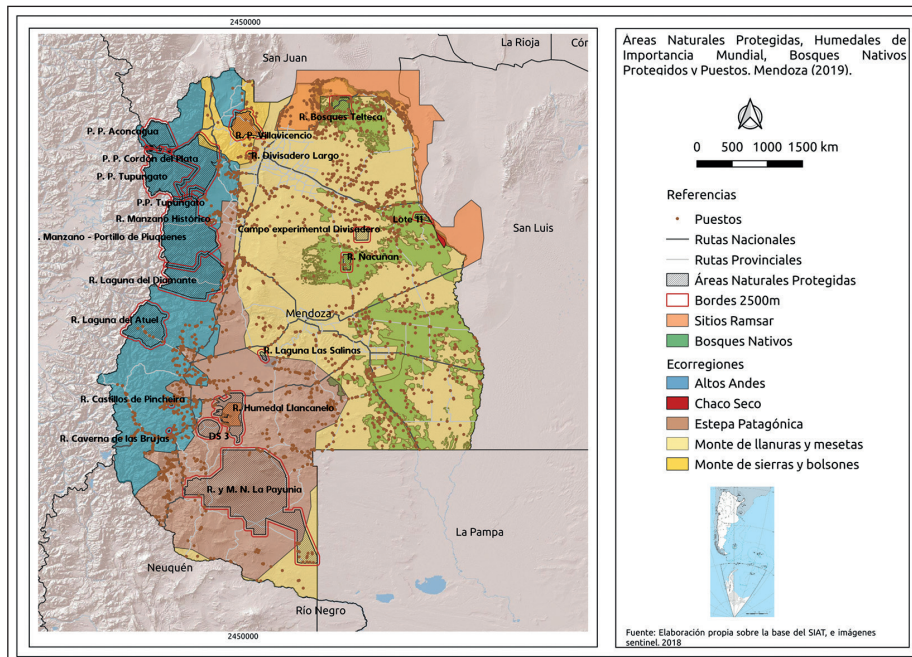 2450000
La Rioja
Cór
San Juan
R. Bosques Telteca
P. P. Aconcagua
R. P. Villavicencio
P. P. Cordón del Plata
R. Divisadero Largo
P. P. Tupungato
P.P. Tupungato
R. Manzano Histórico
Lote 11
San Luis
Campo experimental Divisadero
. Manzano - Portillo de Piuquenes
R. Ñacuñan
R. Laguna del Diamante
Mendoza
R. Laguna del Atuel
R. Laguna Las Salinas
R. Castillos de Pincheira
R. Humedal Llancanelo
R. Caverna de las Brujas
DS 3
R. y M. N. La Payunia
La Pampa
Neuquén
Río Negro
2450000
Áreas Naturales Protegidas, Humedales de
Importancia Mundial, Bosques Nativos
Protegidos y Puestos. Mendoza (2019).
0 500 1000 1500 km
Referencias
Puestos
Rutas Nacionales
Rutas Provinciales
Áreas Naturales Protegidas
Bordes 2500m
Sitios Ramsar
Bosques Nativos
Ecorregiones
Altos Andes
Chaco Seco
Estepa Patagónica
Monte de llanuras y mesetas
Monte de sierras y bolsones
Fuente: Elaboración propia sobre la base del SIAT, e imágenes
sentinel. 2018